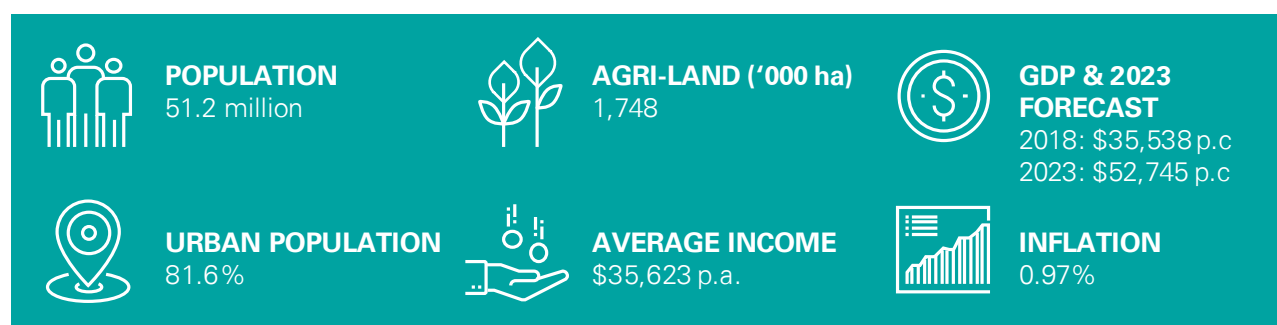 POPULATION
51.2 million
AGRI-LAND (‘000 ha)
1,748
GDP & 2023
FORECAST
2018: $35,538 p.c
2023: $52,745 p.c
URBAN POPULATION
81.6%
AVERAGE INCOME
$35,623 p.a.
INFLATION
0.97%